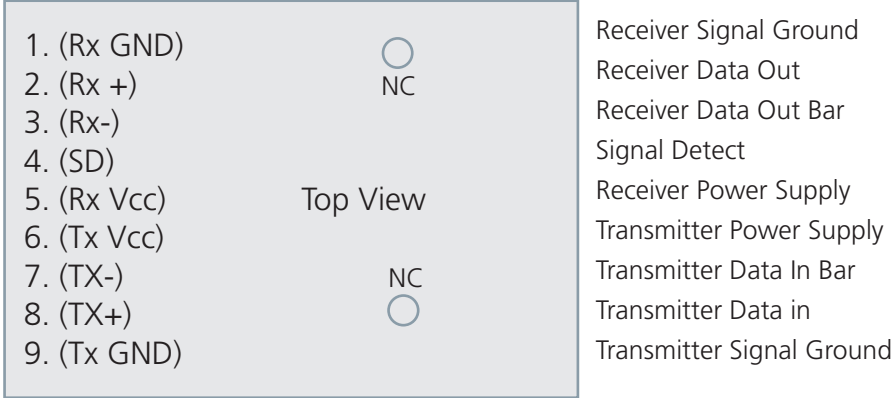 1. (Rx GND) Receiver Signal Ground
2. (Rx +) NC Receiver Data Out
3. (Rx-) Receiver Data Out Bar
4. (SD) Signal Detect
5. (Rx Vcc) Top View Receiver Power Supply
6. (Tx Vcc) Transmitter Power Supply
7. (TX-) NC Transmitter Data In Bar
8. (TX+) Transmitter Data in
9. (Tx GND) Transmitter Signal Ground